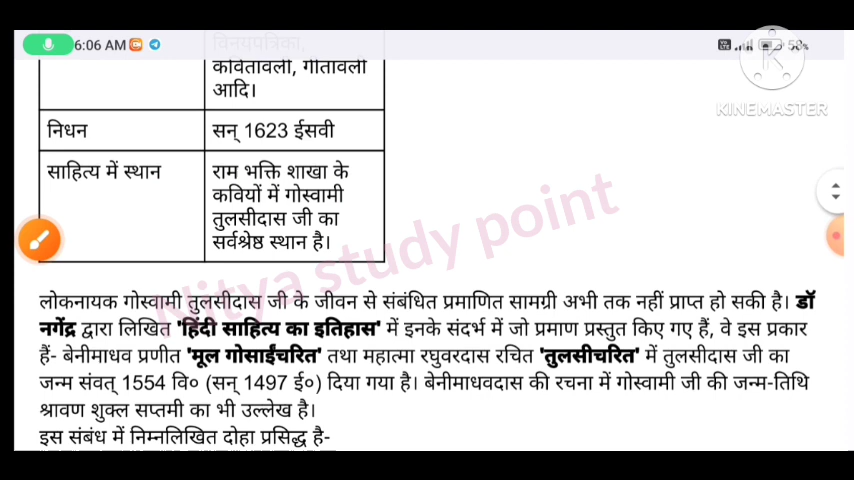 6:06 AM
58%
विनयपत्रिका,
कवितावली, गीतावली
आदि।
KINEMASTER
निधन
सन् 1623 ईसवी
साहित्य में स्थान
राम भक्ति शाखा के
कवियों में गोस्वामी
तुलसीदास जी का
सर्वश्रेष्ठ स्थान है।
Nitya study point
लोकनायक गोस्वामी तुलसीदास जी के जीवन से संबंधित प्रमाणित सामग्री अभी तक नहीं प्राप्त हो सकी है। डॉ
नगेंद्र द्वारा लिखित 'हिंदी साहित्य का इतिहास' में इनके संदर्भ में जो प्रमाण प्रस्तुत किए गए हैं, वे इस प्रकार
हैं- बेनीमाधव प्रणीत 'मूल गोसाईंचरित' तथा महात्मा रघुवरदास रचित 'तुलसीचरित' में तुलसीदास जी का
जन्म संवत् 1554 वि० (सन् 1497 ई०) दिया गया है। बेनीमाधवदास की रचना में गोस्वामी जी की जन्म-तिथि
श्रावण शुक्ल सप्तमी का भी उल्लेख है।
इस संबंध में निम्नलिखित दोहा प्रसिद्ध है-